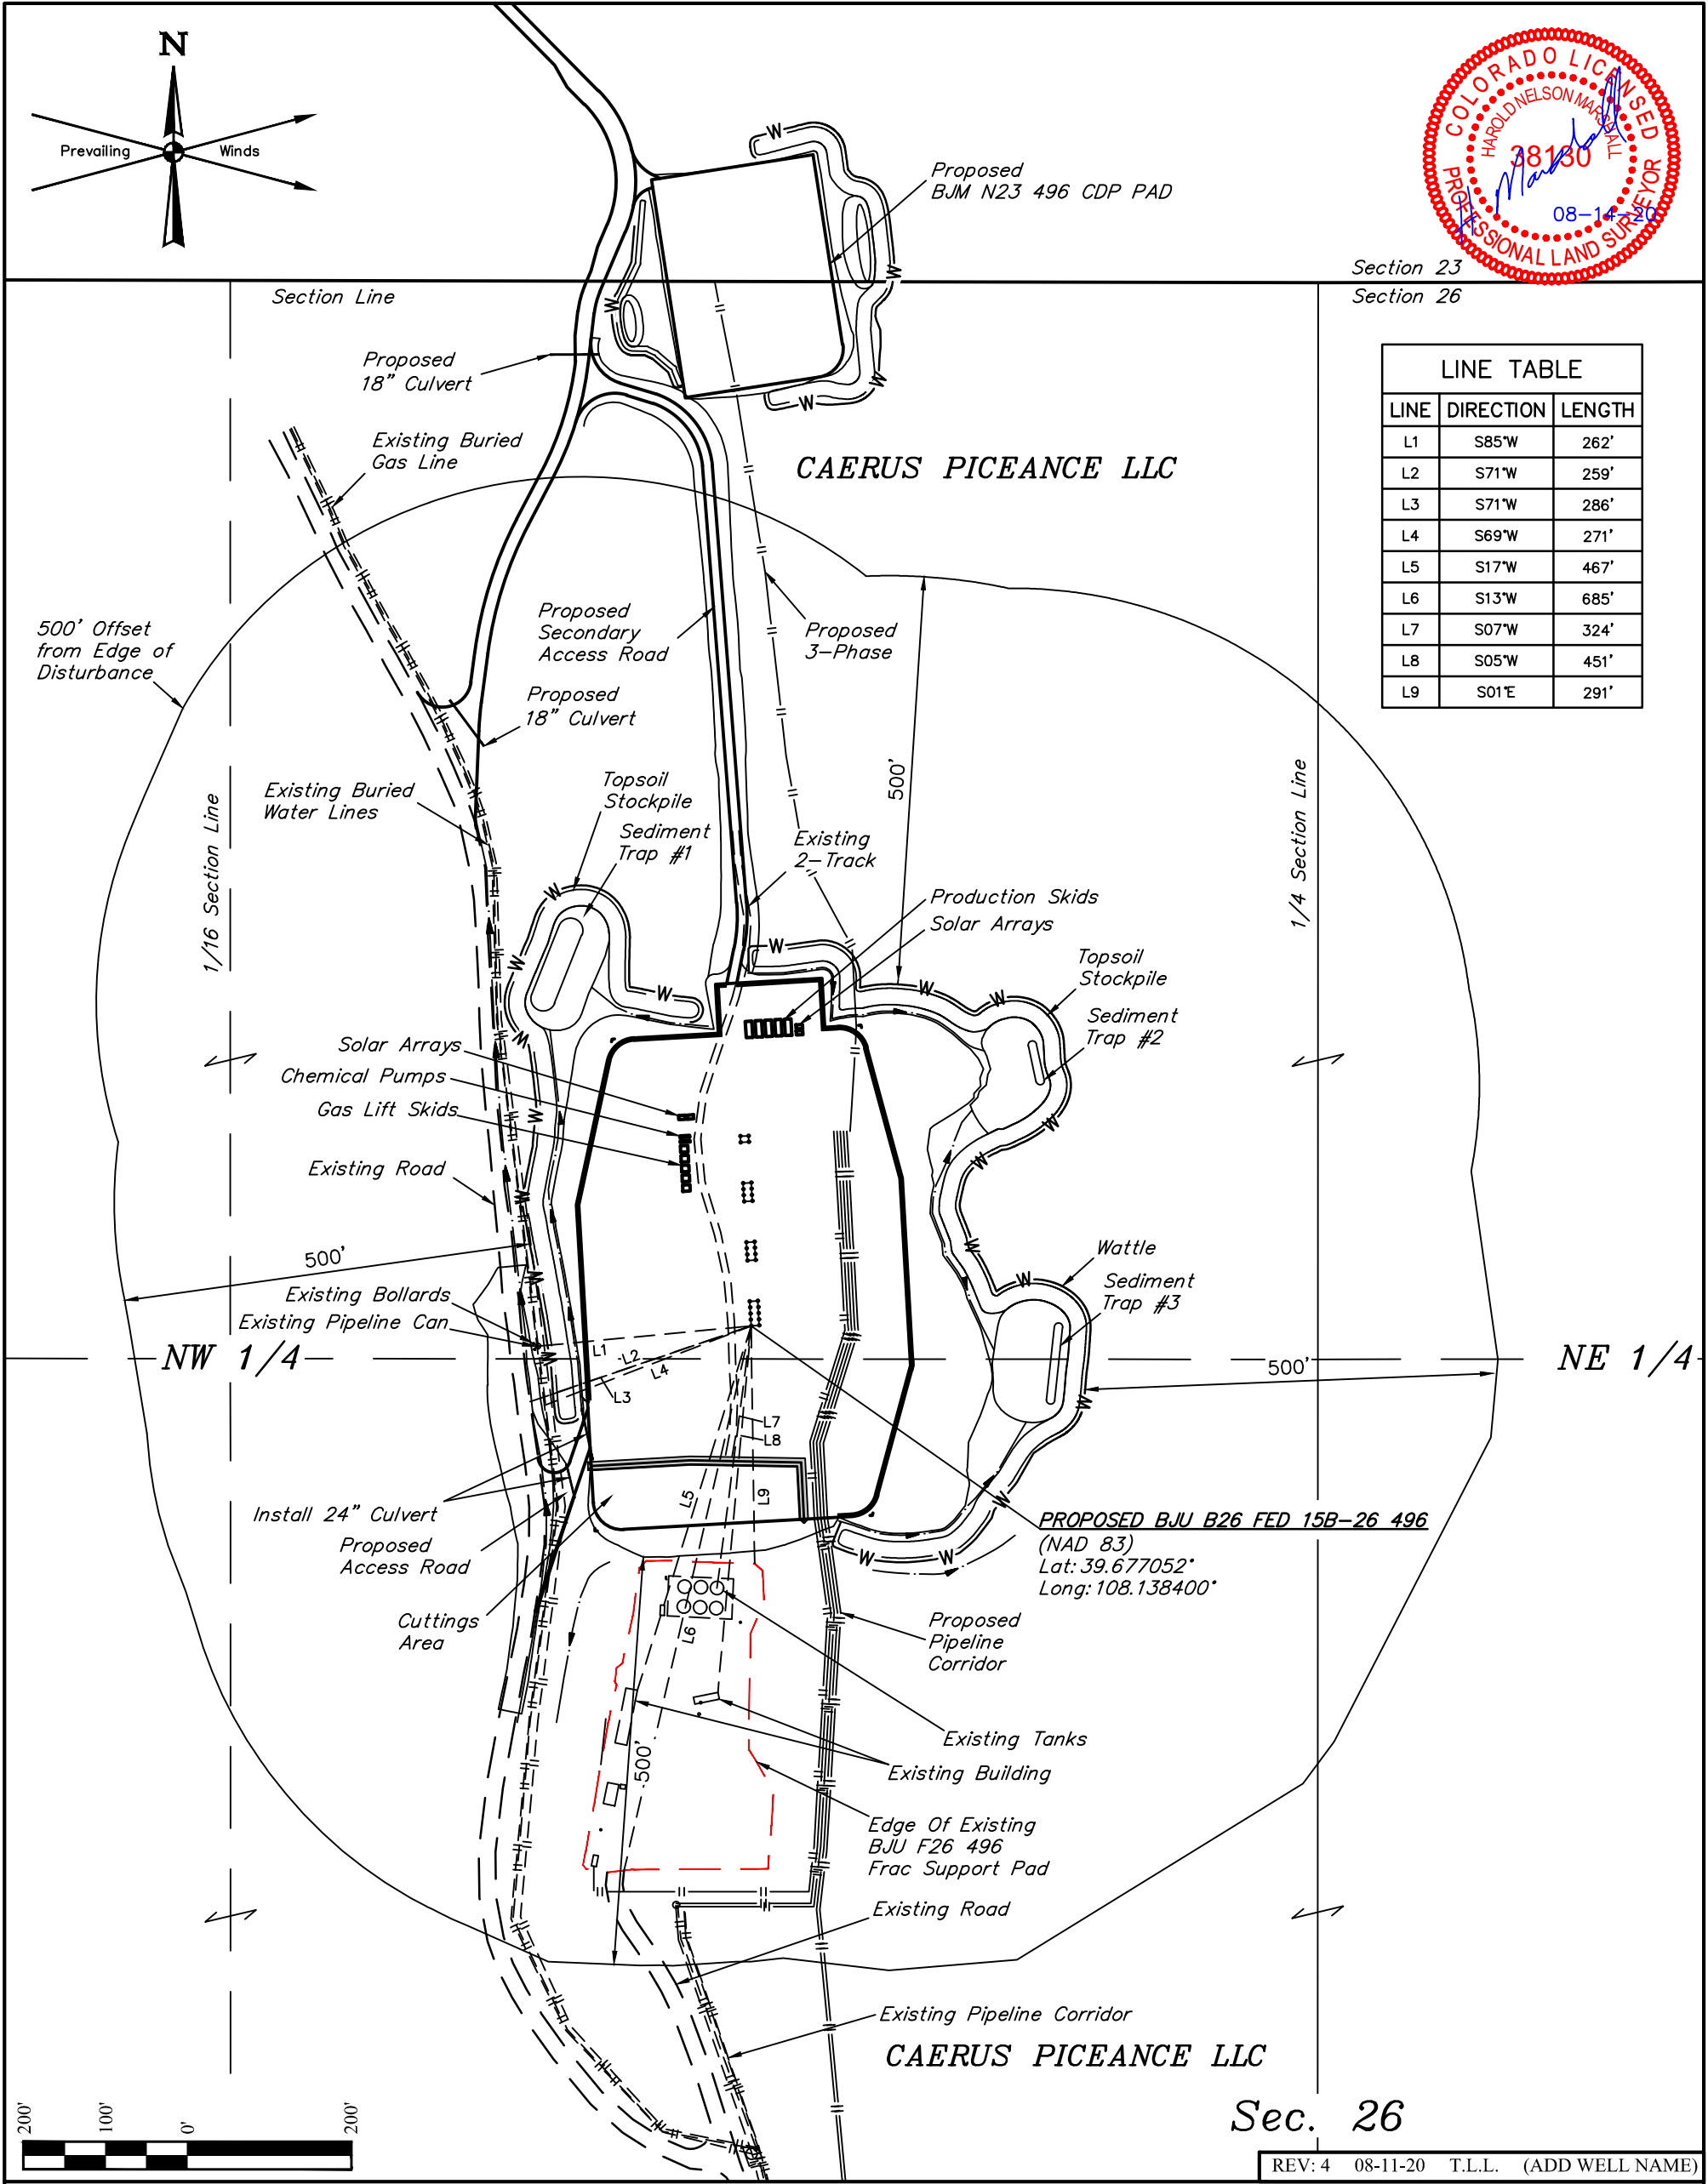 N
Prevailing Winds
COLORADO LICENSED
PROFESSIONAL LAND SURVEYOR
HAROLD NELSON MARSHALL
38130
08-14-20
Proposed
BJM N23 496 CDP PAD
Section 23
Section Line
Section 26
Proposed
18" Culvert
LINE TABLE
LINE DIRECTION LENGTH
L1 S85°W 262'
L2 S71°W 259'
L3 S71°W 286'
L4 S69°W 271'
L5 S17°W 467'
L6 S13°W 685'
L7 S07°W 324'
L8 S05°W 451'
L9 S01°E 291'
Existing Buried
Gas Line
CAERUS PICEANCE LLC
500' Offset
from Edge of
Disturbance
Proposed
Secondary
Access Road
Proposed
3-Phase
Proposed
18" Culvert
500'
1/16 Section Line
1/4 Section Line
Existing Buried
Water Lines
Topsoil
Stockpile
Sediment
Trap #1
Existing
2-Track
Production Skids
Solar Arrays
Topsoil
Stockpile
Sediment
Trap #2
Solar Arrays
Chemical Pumps
Gas Lift Skids
Existing Road
500'
Wattle
Sediment
Trap #3
Existing Bollards
Existing Pipeline Can
NW 1/4
L1
L2
L4
L3
500'
NE 1/4
L7
L8
L5
L9
Install 24" Culvert
Proposed
Access Road
Cuttings
Area
PROPOSED BJU B26 FED 15B-26 496
(NAD 83)
Lat: 39.677052°
Long: 108.138400°
L6
Proposed
Pipeline
Corridor
Existing Tanks
Existing Building
500'
Edge Of Existing
BJU F26 496
Frac Support Pad
Existing Road
Existing Pipeline Corridor
CAERUS PICEANCE LLC
Sec. 26
200' 100' 0' 200'
REV: 4 08-11-20 T.L.L. (ADD WELL NAME)